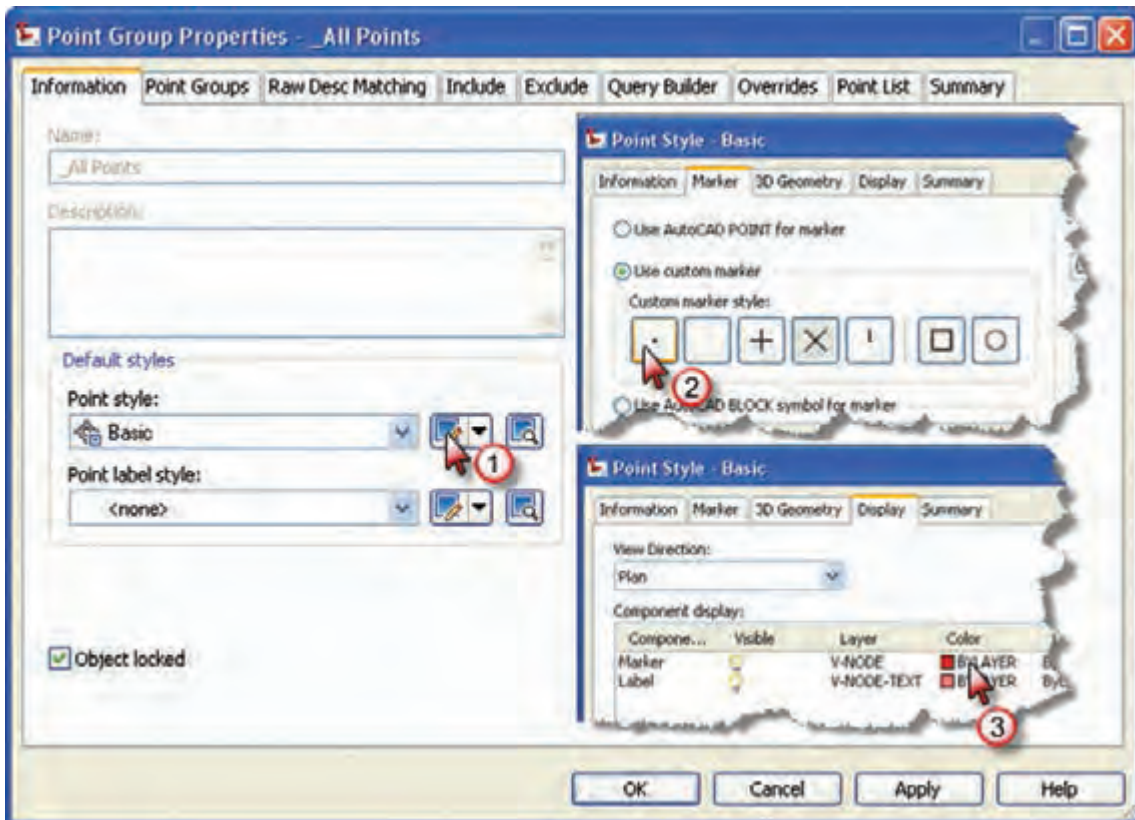 Point Group Properties - _All Points
Information Point Groups Raw Desc Matching Include Exclude Query Builder Overrides Point List Summary
Name:
_All Points
Description:
Default styles
Point style:
Basic
1
Point label style:
<none>
Object locked
Point Style - Basic
Information Marker 3D Geometry Display Summary
Use AutoCAD POINT for marker
Use custom marker
Custom marker style:
2
Use AutoCAD BLOCK symbol for marker
Point Style - Basic
Information Marker 3D Geometry Display Summary
View Direction:
Plan
Component display:
Compone... Visible Layer Color
Marker V-NODE BYLAYER
Label V-NODE-TEXT BYLAYER
3
OK Cancel Apply Help